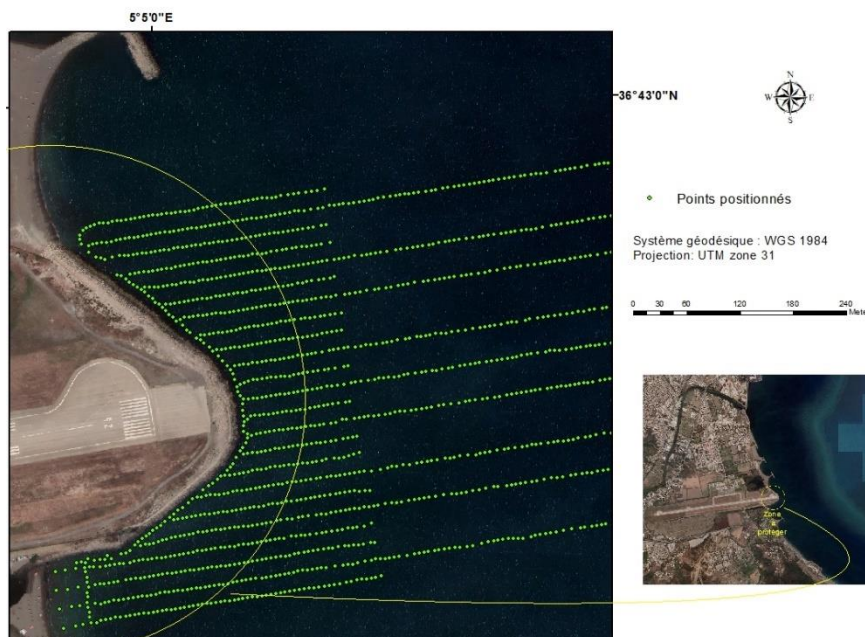 5°5'0"E
36°43'0"N
N
W E
S
Points positionnés
Système géodésique : WGS 1984
Projection: UTM zone 31
0 30 60 120 180 240
Mete
Zone
à
protéger